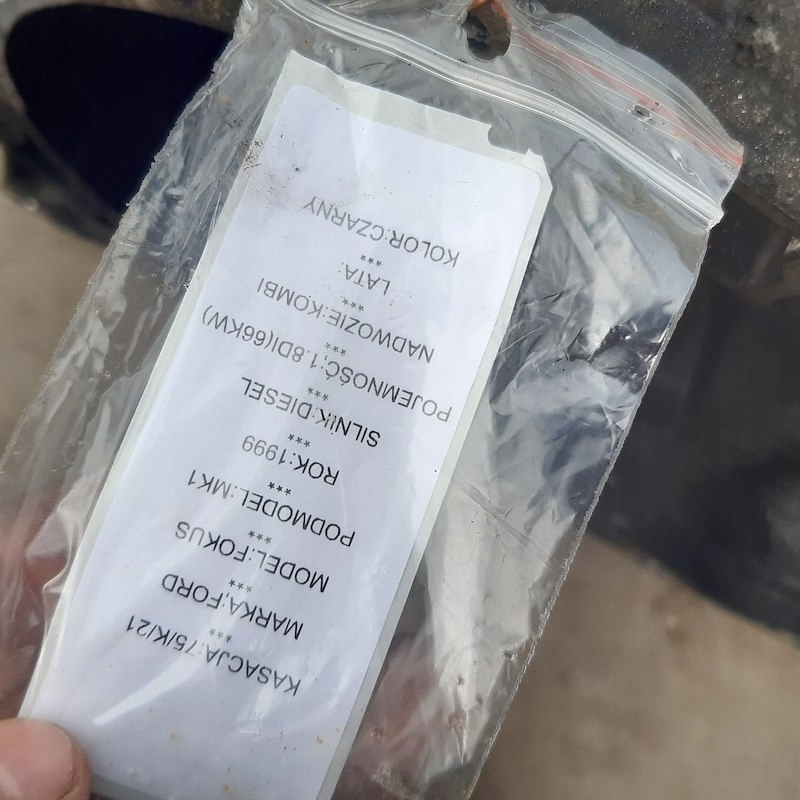 KASACJA:75/K/21
***
MARKA:FORD
***
MODEL:FOKUS
***
PODMODEL:MK1
***
ROK:1999
***
SILNIK:DIESEL
***
POJEMNOŚĆ:1.8DI(66KW)
***
NADWOZIE:KOMBI
***
LATA:
***
KOLOR:CZARNY